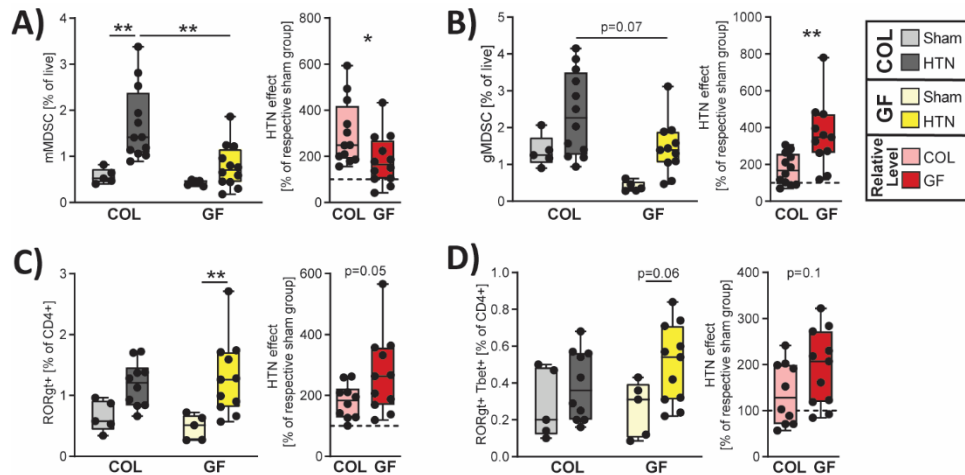 A)
mMDSC [% of live]
4
3
2
1
0
**
**
COL
GF
HTN effect
[% of respective sham group]
800
600
400
200
0
*
COL GF
B)
gMDSC [% of live]
5
4
3
2
1
0
p=0.07
COL
GF
HTN effect
[% of respective sham group]
1000
800
600
400
200
0
**
COL GF
COL
Sham
HTN
GF
Sham
HTN
Relative
Level
COL
GF
C)
RORgt+ [% of CD4+]
3
2
1
0
**
COL
GF
HTN effect
[% of respective sham group]
600
400
200
0
p=0.05
COL GF
D)
RORgt+ Tbet+ [% of CD4+]
1.0
0.8
0.6
0.4
0.2
0.0
p=0.06
COL
GF
HTN effect
[% of respective sham group]
400
300
200
100
0
p=0.1
COL GF